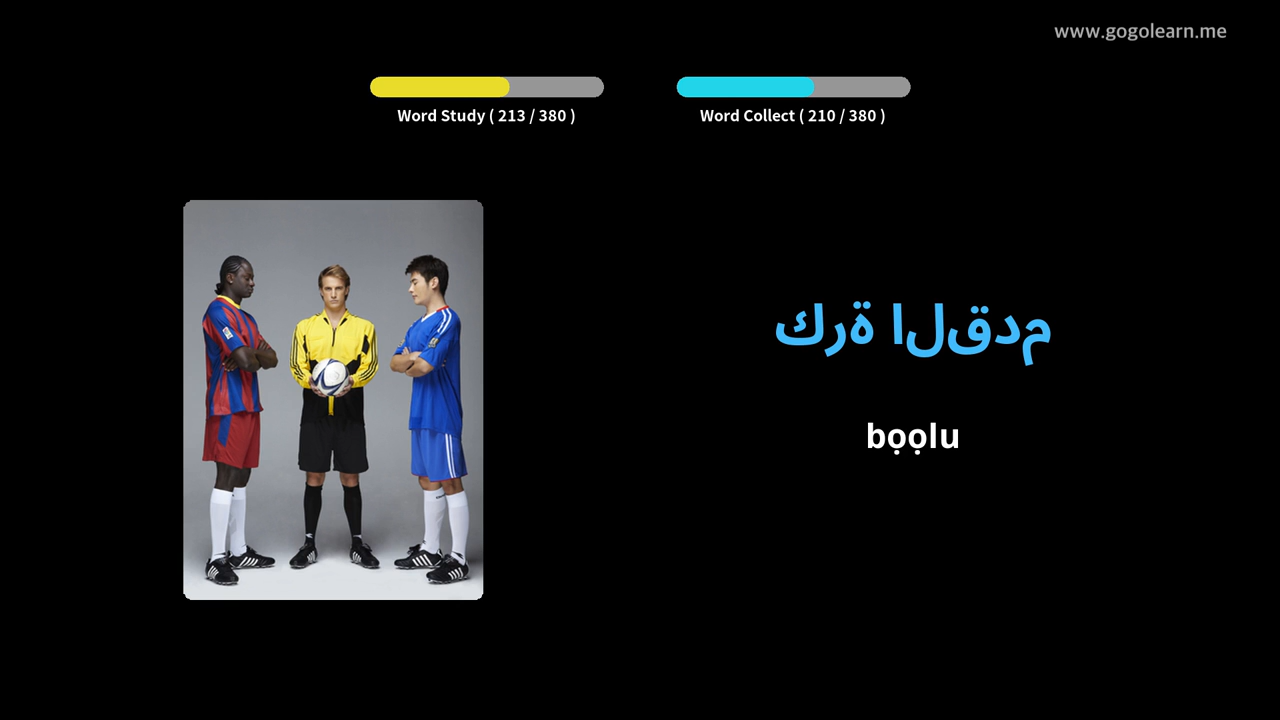 www.gogolearn.me
Word Study ( 213 / 380 )
Word Collect ( 210 / 380 )
كرة القدم
bọọlu